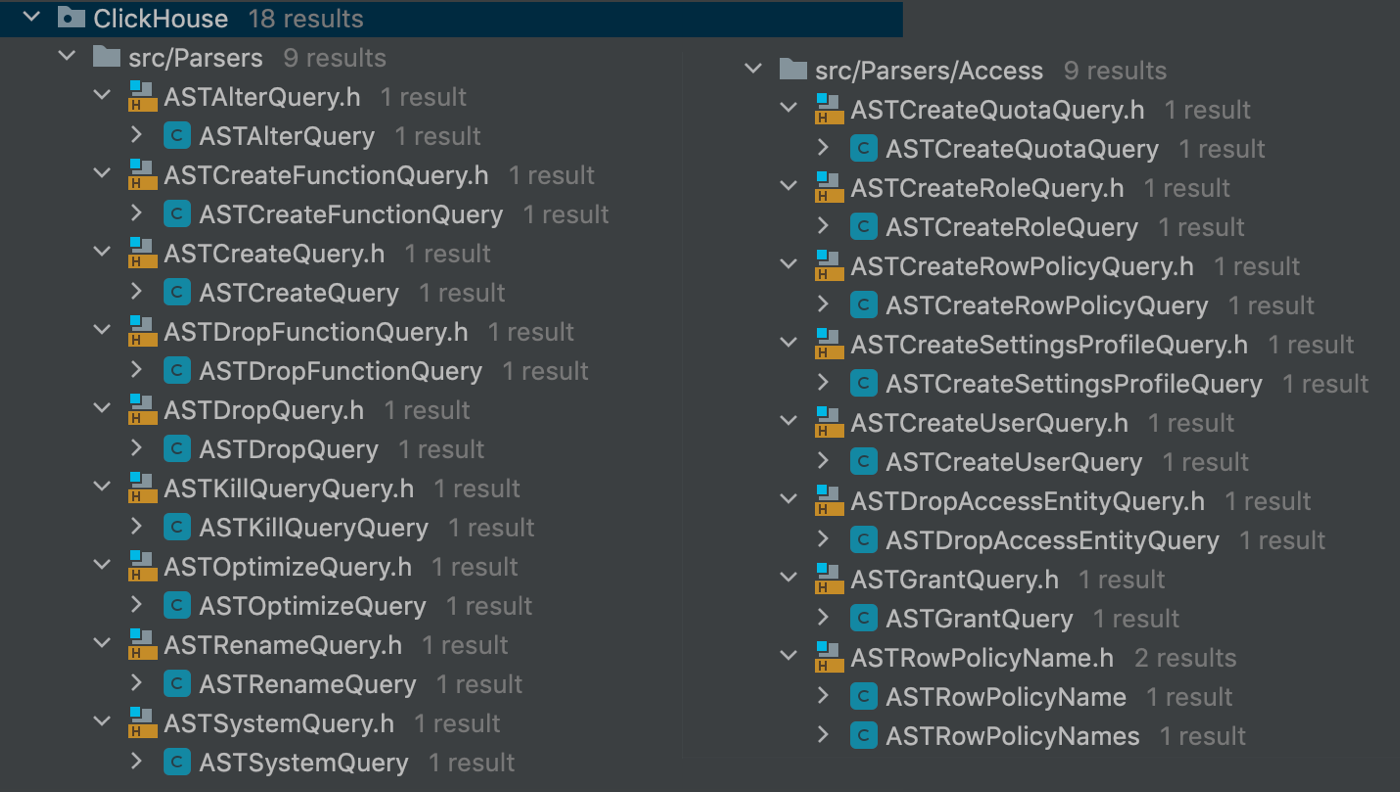 ClickHouse 18 results
src/Parsers 9 results
H ASTAlterQuery.h 1 result
C ASTAlterQuery 1 result
H ASTCreateFunctionQuery.h 1 result
C ASTCreateFunctionQuery 1 result
H ASTCreateQuery.h 1 result
C ASTCreateQuery 1 result
H ASTDropFunctionQuery.h 1 result
C ASTDropFunctionQuery 1 result
H ASTDropQuery.h 1 result
C ASTDropQuery 1 result
H ASTKillQueryQuery.h 1 result
C ASTKillQueryQuery 1 result
H ASTOptimizeQuery.h 1 result
C ASTOptimizeQuery 1 result
H ASTRenameQuery.h 1 result
C ASTRenameQuery 1 result
H ASTSystemQuery.h 1 result
C ASTSystemQuery 1 result
src/Parsers/Access 9 results
H ASTCreateQuotaQuery.h 1 result
C ASTCreateQuotaQuery 1 result
H ASTCreateRoleQuery.h 1 result
C ASTCreateRoleQuery 1 result
H ASTCreateRowPolicyQuery.h 1 result
C ASTCreateRowPolicyQuery 1 result
H ASTCreateSettingsProfileQuery.h 1 result
C ASTCreateSettingsProfileQuery 1 result
H ASTCreateUserQuery.h 1 result
C ASTCreateUserQuery 1 result
H ASTDropAccessEntityQuery.h 1 result
C ASTDropAccessEntityQuery 1 result
H ASTGrantQuery.h 1 result
C ASTGrantQuery 1 result
H ASTRowPolicyName.h 2 results
C ASTRowPolicyName 1 result
C ASTRowPolicyNames 1 result